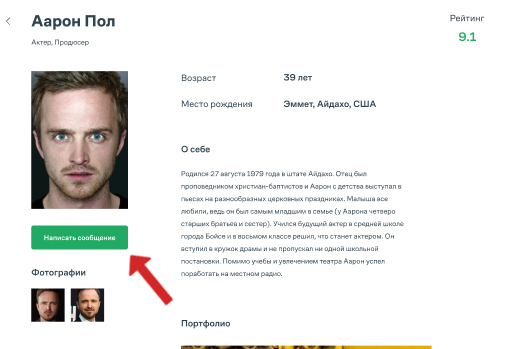 Аарон Пол
Актер, Продюсер
Рейтинг
9.1
Возраст 39 лет
Место рождения Эммет, Айдахо, США
О себе
Родился 27 августа 1979 года в штате Айдахо. Отец был
проповедником христиан-баптистов и Аарон с детства выступал в
пьесах на разнообразных церковных праздниках. Малыша все
любили, ведь он был самым младшим в семье (у Аарона четверо
старших братьев и сестер). Учился будущий актер в средней школе
города Бойсе и в восьмом классе решил, что станет актером. Он
вступил в кружок драмы и не пропускал ни одной школьной
постановки. Помимо учебы и увлечением театра Аарон успел
поработать на местном радио.
Написать сообщение
Фотографии
Портфолио